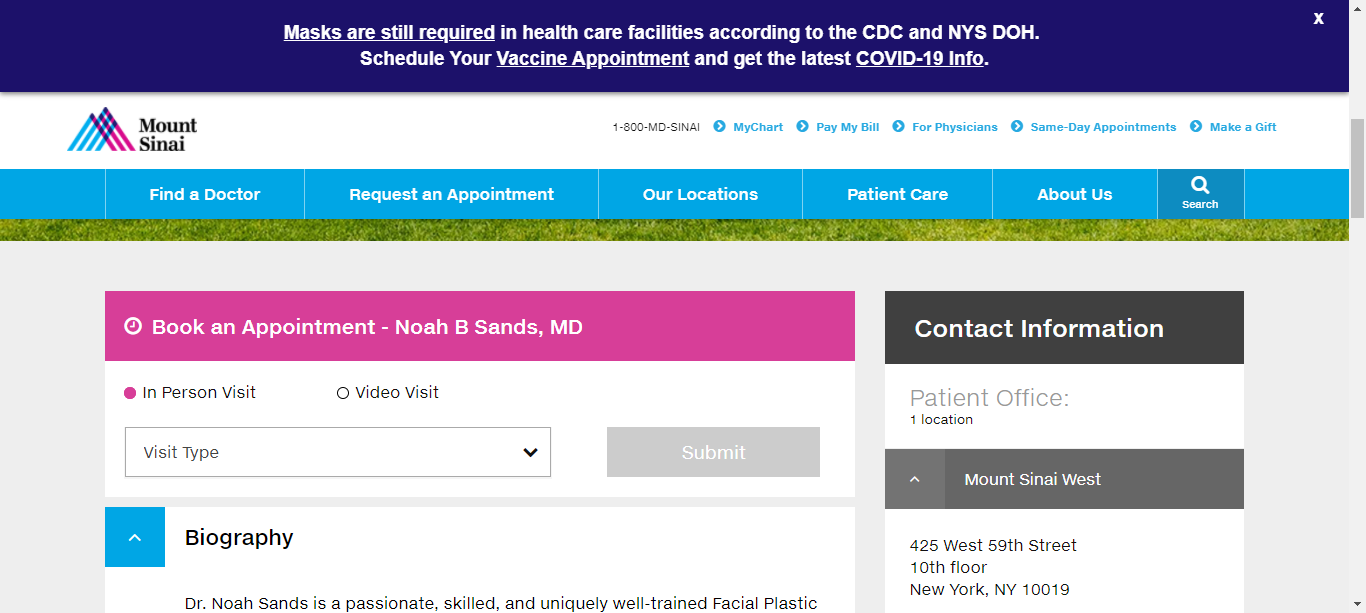 Masks are still required in health care facilities according to the CDC and NYS DOH.
Schedule Your Vaccine Appointment and get the latest COVID-19 Info.
X
Mount
Sinai
1-800-MD-SINAI MyChart Pay My Bill For Physicians Same-Day Appointments Make a Gift
Find a Doctor Request an Appointment Our Locations Patient Care About Us Search
Book an Appointment - Noah B Sands, MD
In Person Visit Video Visit
Visit Type Submit
Biography
Dr. Noah Sands is a passionate, skilled, and uniquely well-trained Facial Plastic
Contact Information
Patient Office:
1 location
Mount Sinai West
425 West 59th Street
10th floor
New York, NY 10019